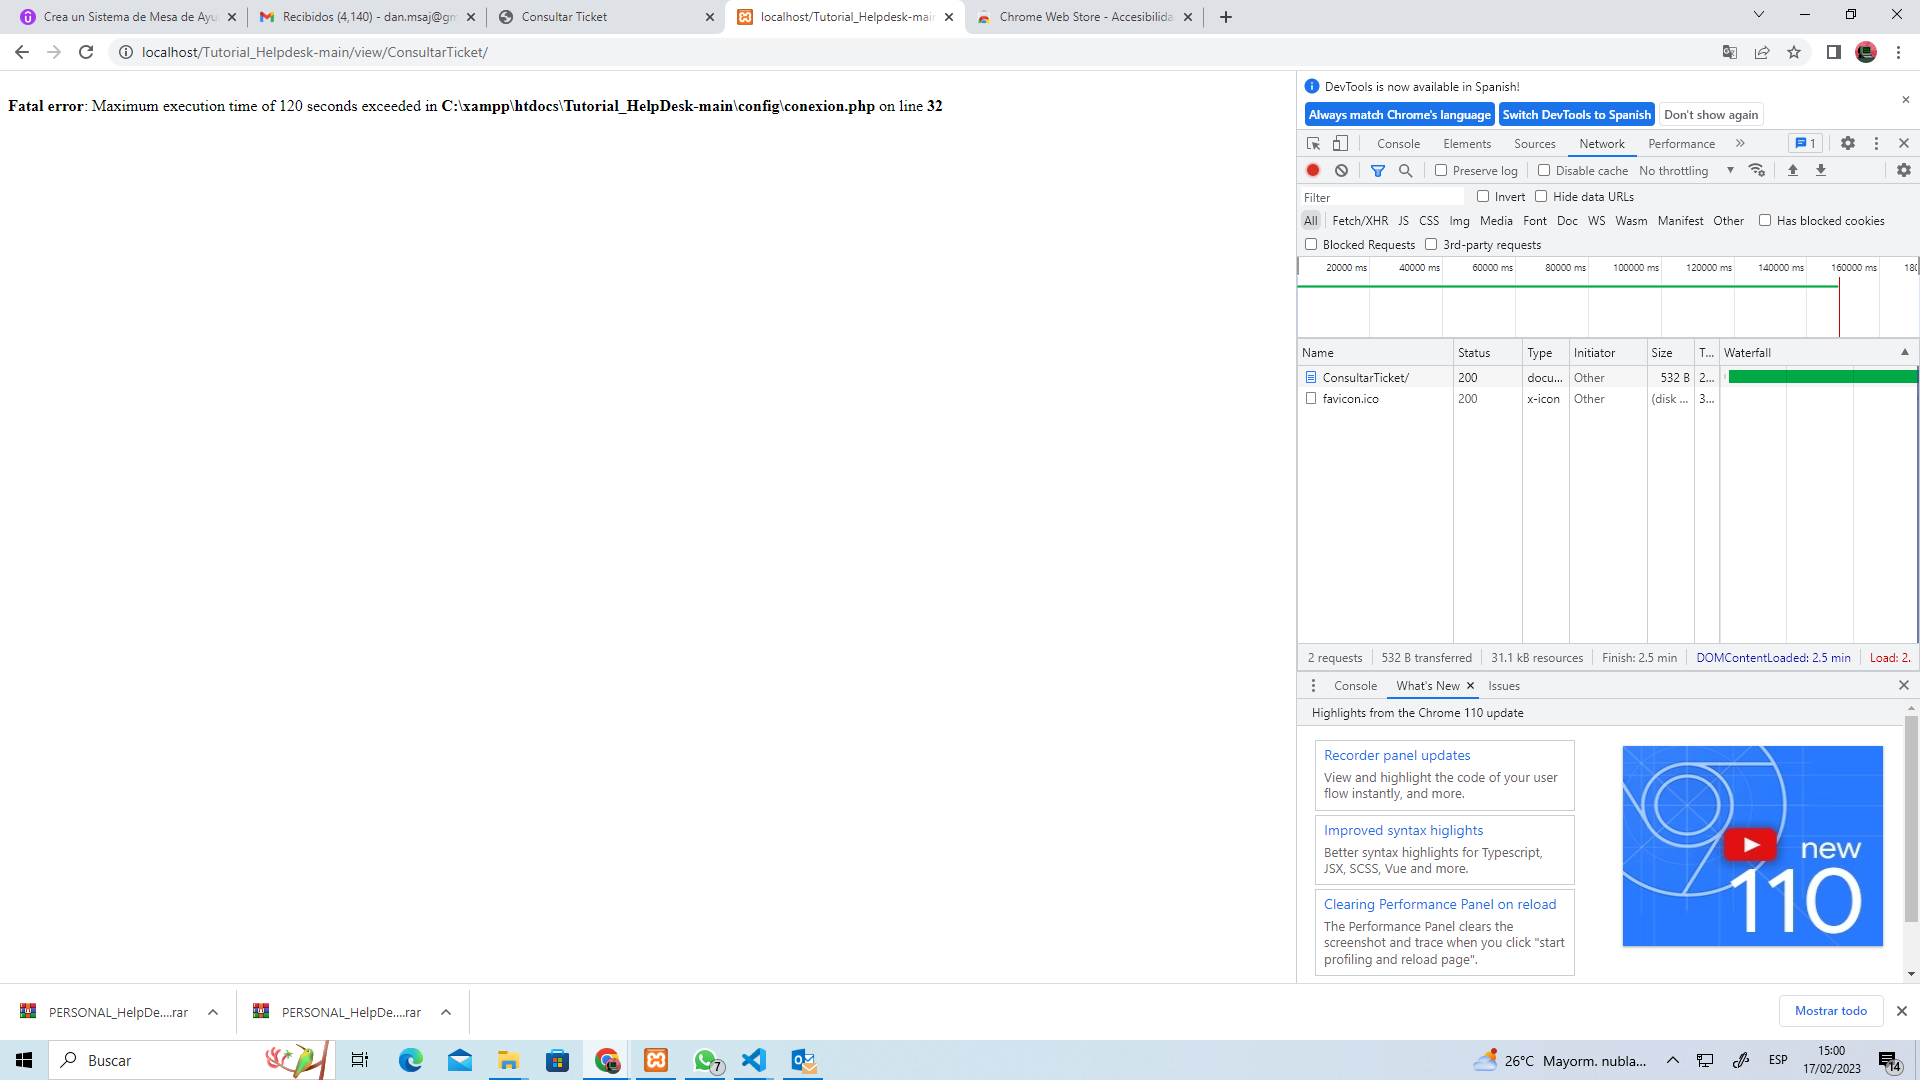 Crea un Sistema de Mesa de Ayu
Recibidos (4,140) - dan.msaj@gm
Consultar Ticket
localhost/Tutorial_Helpdesk-main
Chrome Web Store - Accesibilida
localhost/Tutorial_Helpdesk-main/view/ConsultarTicket/
Fatal error: Maximum execution time of 120 seconds exceeded in C:\xampp\htdocs\Tutorial_HelpDesk-main\config\conexion.php on line 32
DevTools is now available in Spanish!
Always match Chrome's language
Switch DevTools to Spanish
Don't show again
Console Elements Sources Network Performance » 1
Preserve log Disable cache No throttling
Filter Invert Hide data URLs
All Fetch/XHR JS CSS Img Media Font Doc WS Wasm Manifest Other Has blocked cookies
Blocked Requests 3rd-party requests
20000 ms 40000 ms 60000 ms 80000 ms 100000 ms 120000 ms 140000 ms 160000 ms 180
Name Status Type Initiator Size T... Waterfall
ConsultarTicket/ 200 docu... Other 532 B 2...
favicon.ico 200 x-icon Other (disk ... 3...
2 requests 532 B transferred 31.1 kB resources Finish: 2.5 min DOMContentLoaded: 2.5 min Load: 2.
Console What's New Issues
Highlights from the Chrome 110 update
Recorder panel updates
View and highlight the code of your user
flow instantly, and more.
Improved syntax higlights
Better syntax highlights for Typescript,
JSX, SCSS, Vue and more.
Clearing Performance Panel on reload
The Performance Panel clears the
screenshot and trace when you click "start
profiling and reload page".
new
110
PERSONAL_HelpDe....rar
PERSONAL_HelpDe....rar
Mostrar todo
Buscar
7
26°C Mayorm. nubla...
ESP
15:00
17/02/2023
14